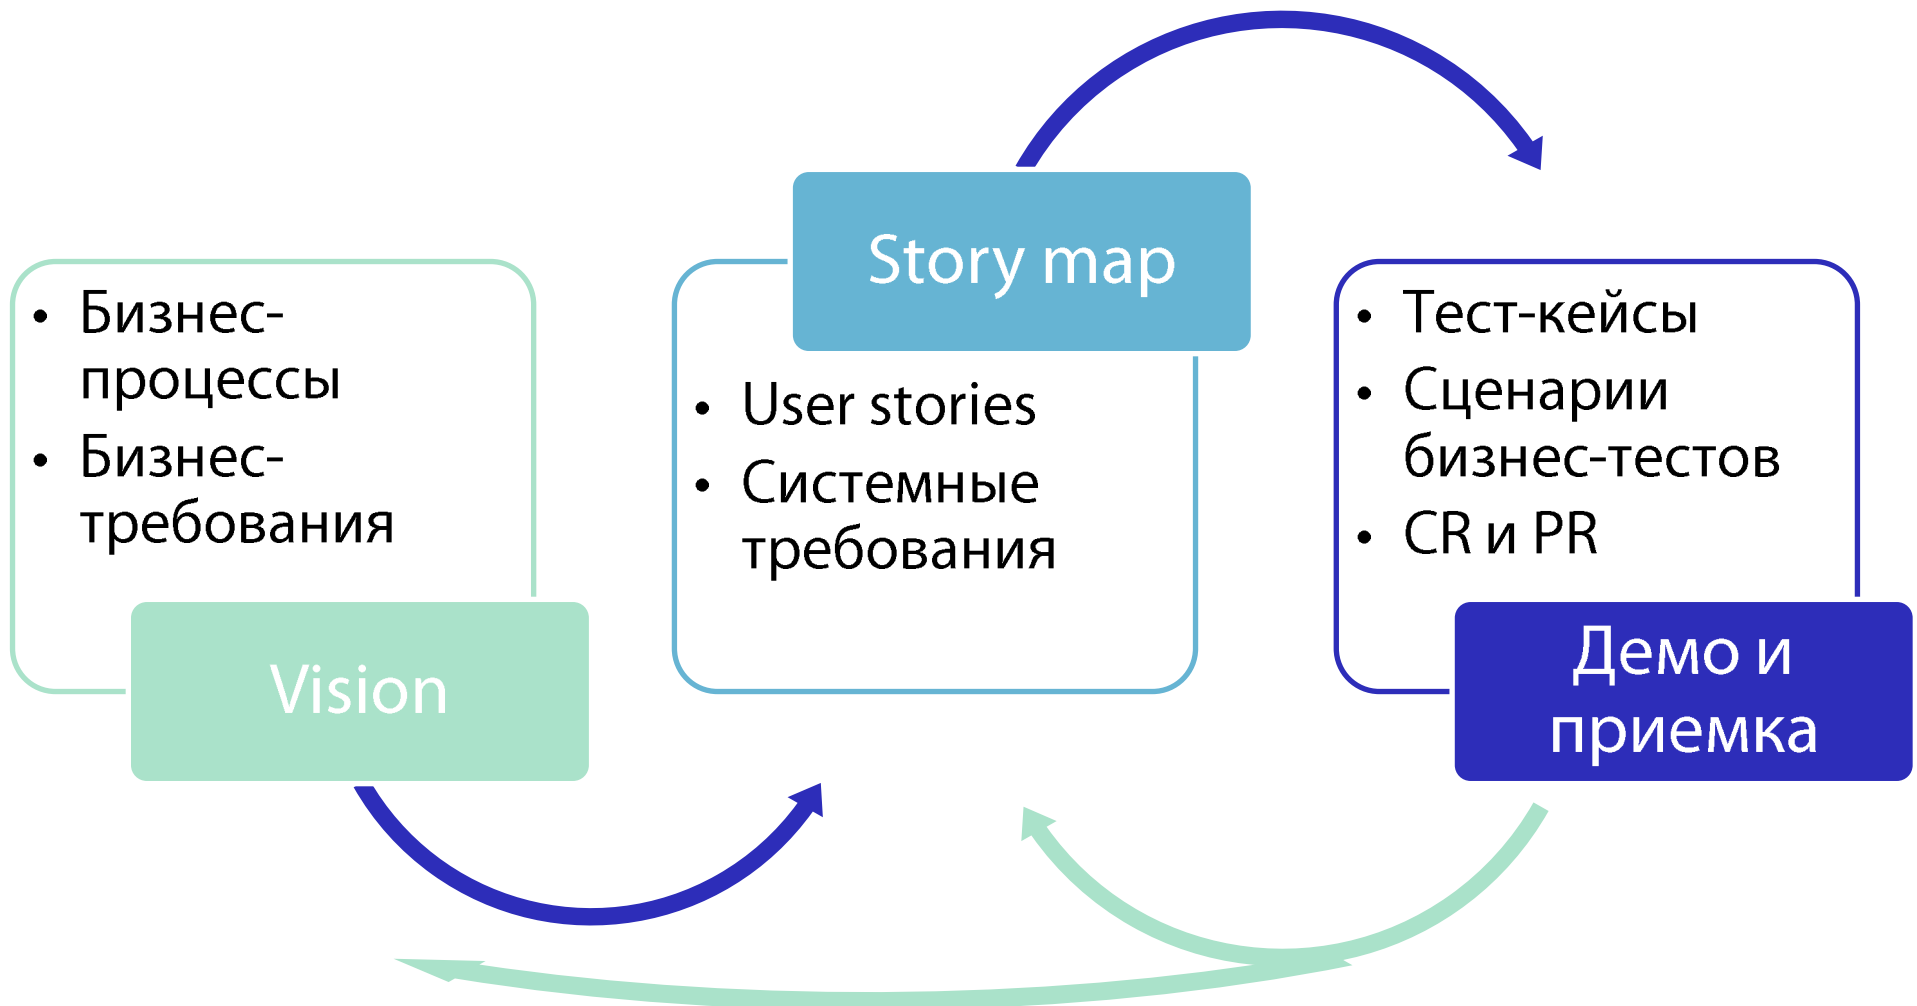 Бизнес-
процессы
Бизнес-
требования
Vision
Story map
User stories
Системные
требования
Тест-кейсы
Сценарии
бизнес-тестов
CR и PR
Демо и
приемка